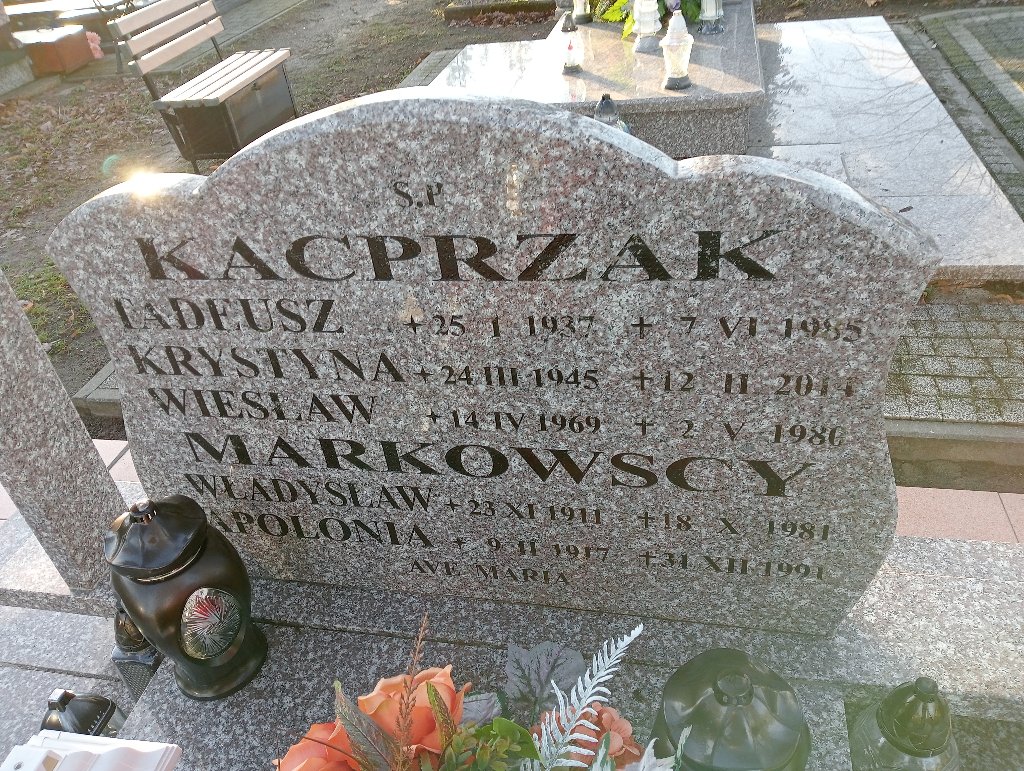 Ś.P
KACPRZAK
TADEUSZ * 25 I 1937 + 7 VI 1985
KRYSTYNA * 24 III 1945 + 12 II 2014
WIESŁAW * 14 IV 1969 + 2 V 1980
MARKOWSCY
WŁADYSŁAW * 23 XI 1911 + 18 X 1981
APOLONIA * 9 II 1917 + 31 XII 1991
AVE MARIA